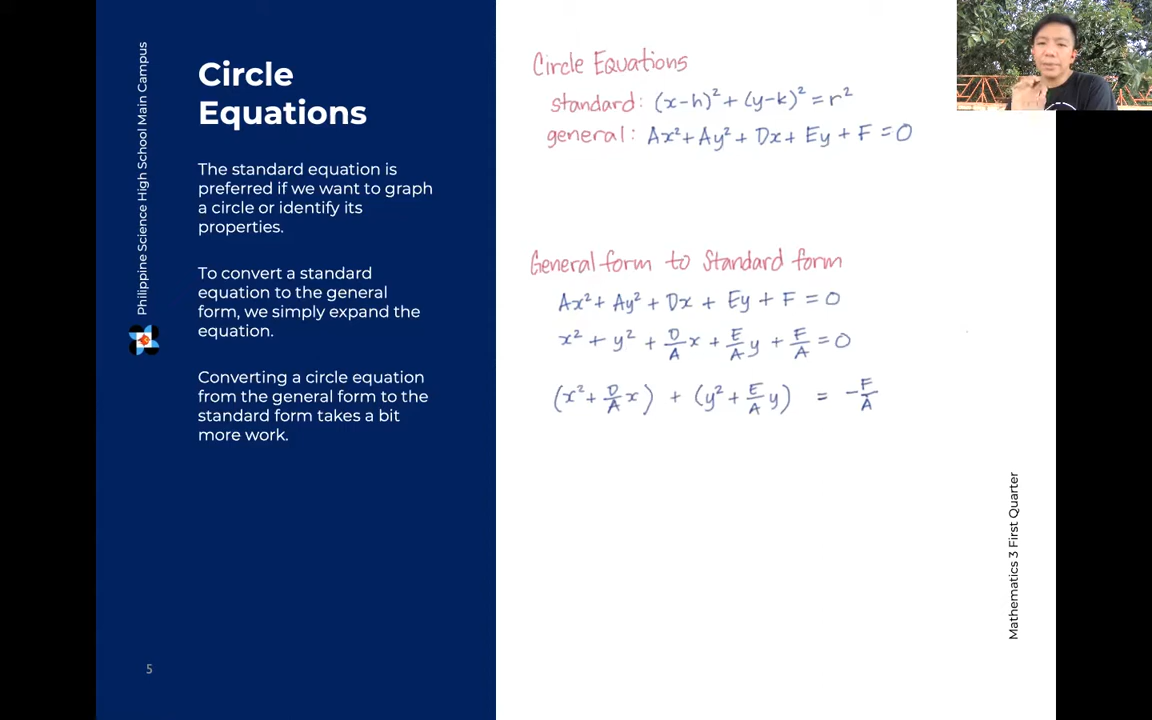 Philippine Science High School Main Campus
Circle
Equations
The standard equation is
preferred if we want to graph
a circle or identify its
properties.
To convert a standard
equation to the general
form, we simply expand the
equation.
Converting a circle equation
from the general form to the
standard form takes a bit
more work.
5
Circle Equations
standard: (x-h)² + (y-k)² = r²
general: Ax² + Ay² + Dx + Ey + F = 0
General form to Standard form
Ax² + Ay² + Dx + Ey + F = 0
x² + y² + D/A x + E/A y + F/A = 0
(x² + D/A x) + (y² + E/A y) = -F/A
Mathematics 3 First Quarter